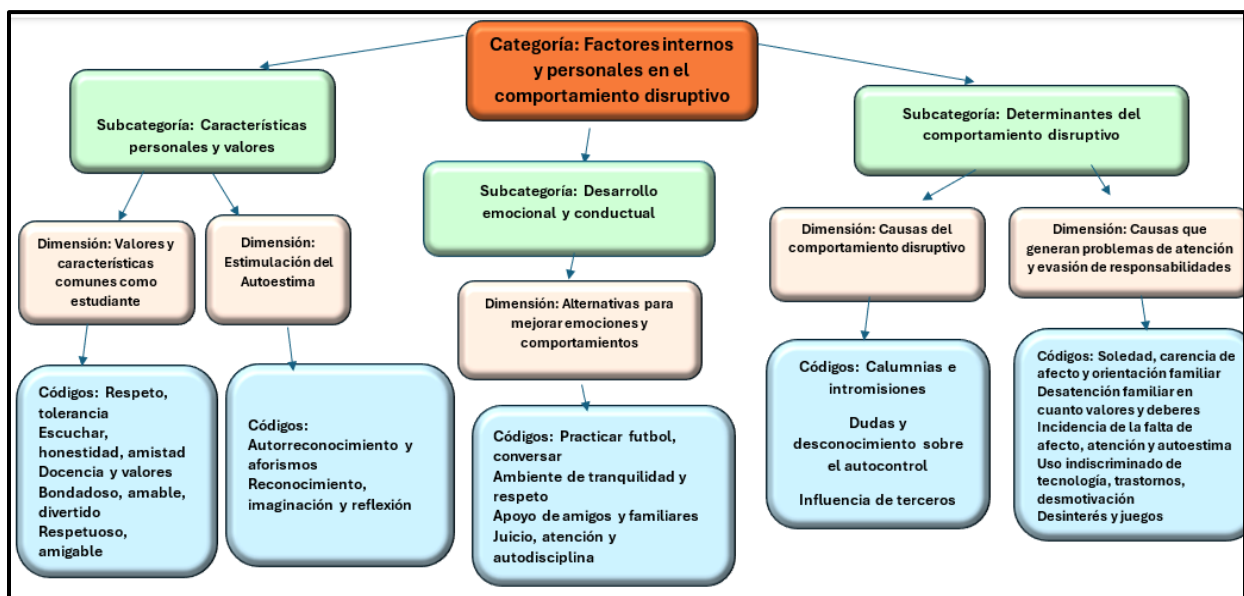 Categoría: Factores internos
y personales en el
comportamiento disruptivo
Subcategoría: Características
personales y valores
Subcategoría: Desarrollo
emocional y conductual
Subcategoría: Determinantes del
comportamiento disruptivo
Dimensión: Valores y
características
comunes como
estudiante
Dimensión:
Estimulación del
Autoestima
Dimensión: Alternativas para
mejorar emociones y
comportamientos
Dimensión: Causas del
comportamiento disruptivo
Dimensión: Causas que
generan problemas de atención
y evasión de responsabilidades
Códigos: Respeto,
tolerancia
Escuchar,
honestidad, amistad
Docencia y valores
Bondadoso, amable,
divertido
Respetuoso,
amigable
Códigos:
Autorreconocimiento y
aforismos
Reconocimiento,
imaginación y reflexión
Códigos: Practicar futbol,
conversar
Ambiente de tranquilidad y
respeto
Apoyo de amigos y familiares
Juicio, atención y
autodisciplina
Códigos: Calumnias e
intromisiones
Dudas y
desconocimiento sobre
el autocontrol
Influencia de terceros
Códigos: Soledad, carencia de
afecto y orientación familiar
Desatención familiar en
cuanto valores y deberes
Incidencia de la falta de
afecto, atención y autoestima
Uso indiscriminado de
tecnología, trastornos,
desmotivación
Desinterés y juegos